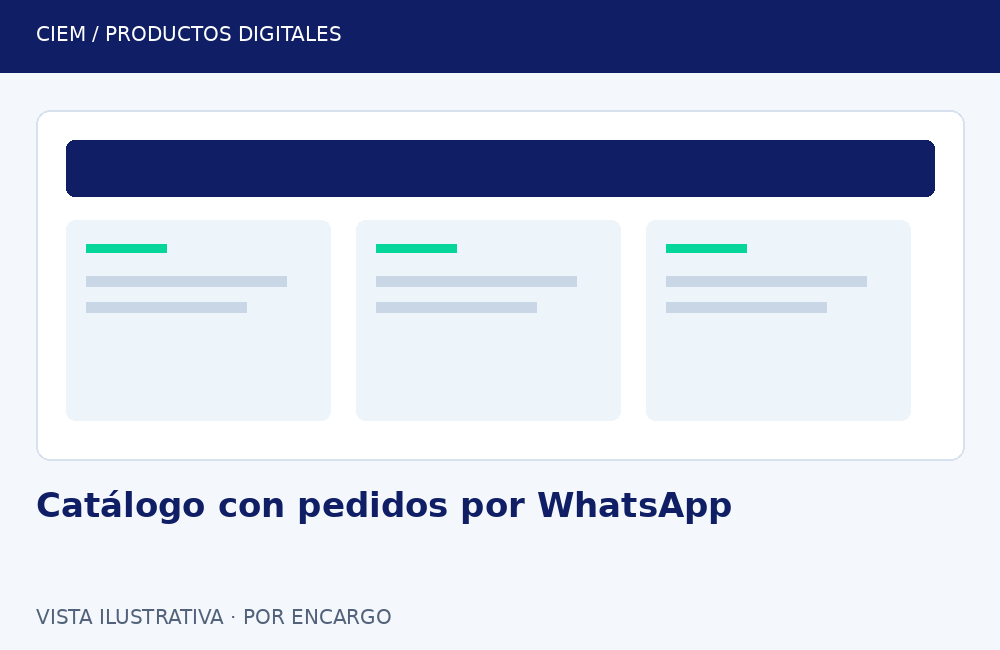 CIEM / PRODUCTOS DIGITALES
Catálogo con pedidos por WhatsApp
VISTA ILUSTRATIVA · POR ENCARGO